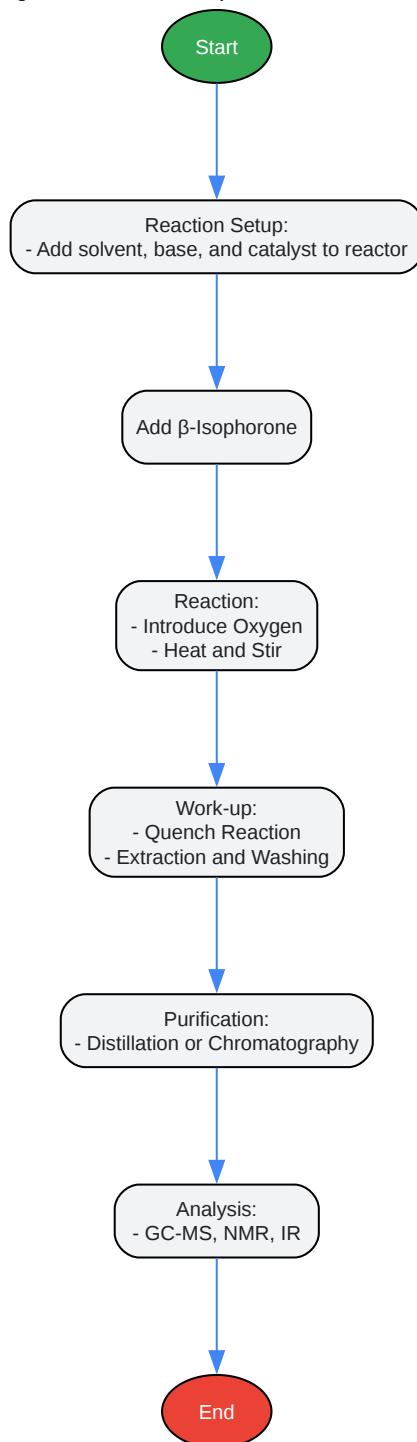 Start
Reaction Setup:
- Add solvent, base, and catalyst to reactor
Add β-Isophorone
Reaction:
- Introduce Oxygen
- Heat and Stir
Work-up:
- Quench Reaction
- Extraction and Washing
Purification:
- Distillation or Chromatography
Analysis:
- GC-MS, NMR, IR
End